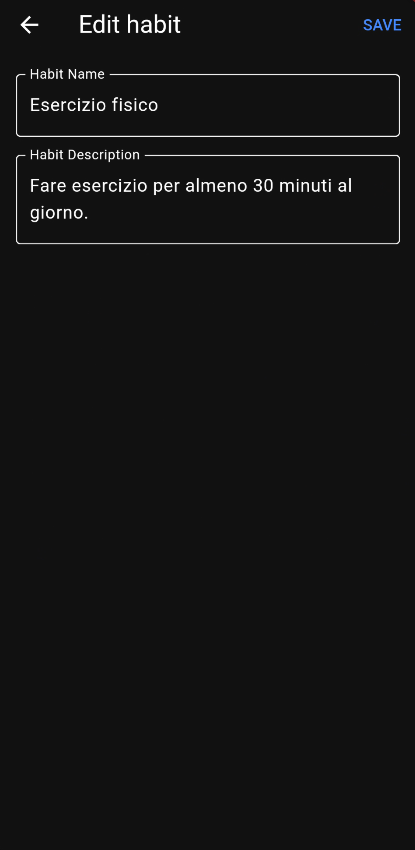 Edit habit
SAVE
Habit Name
Esercizio fisico
Habit Description
Fare esercizio per almeno 30 minuti al
giorno.